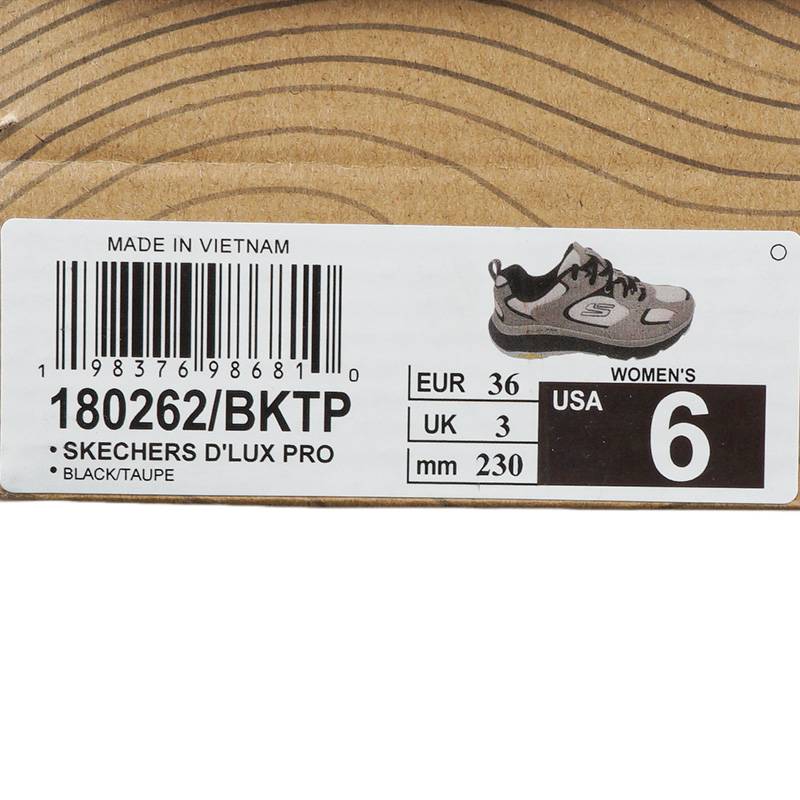 MADE IN VIETNAM
1 98376 98681 0
180262/BKTP
• SKECHERS D'LUX PRO
• BLACK/TAUPE
S
EUR 36
UK 3
mm 230
WOMEN'S
USA 6